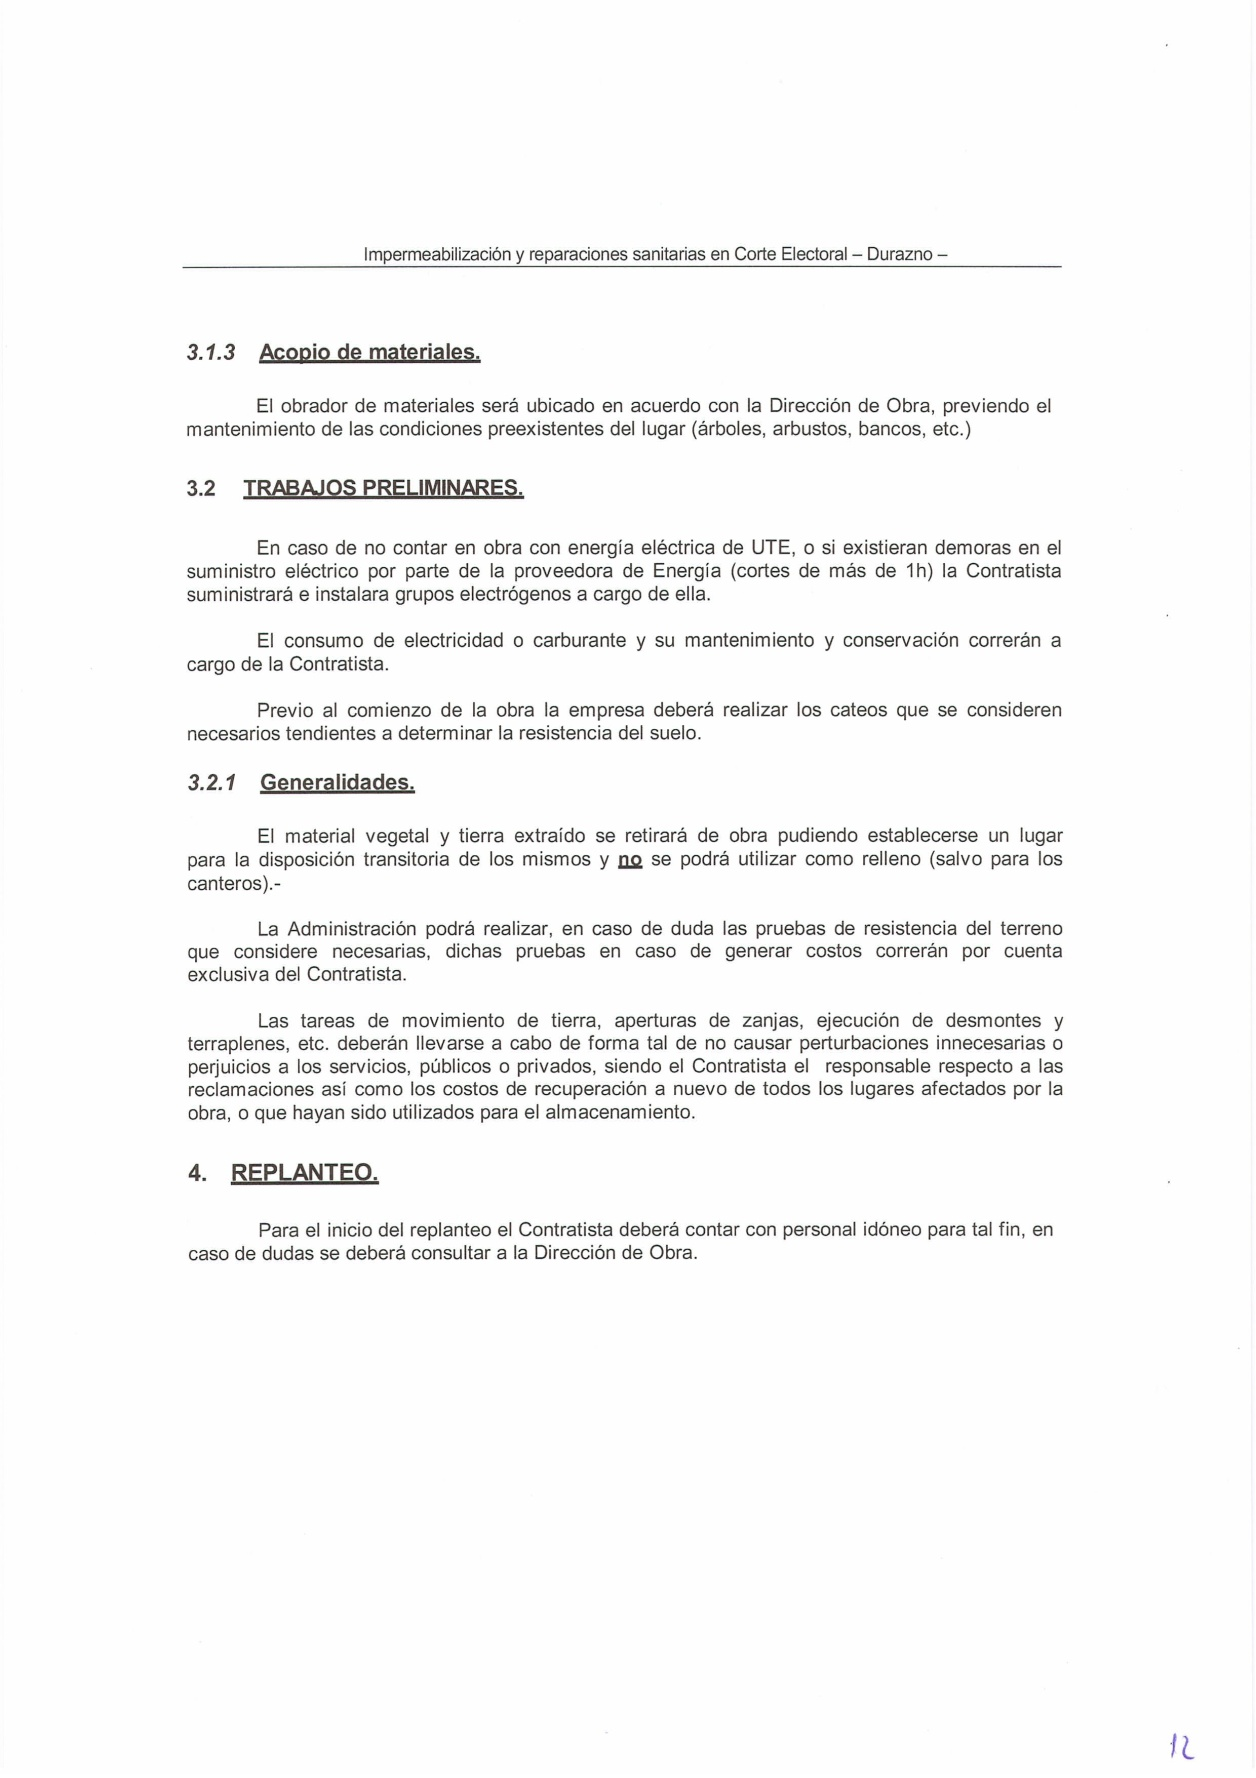 Impermeabilización y reparaciones sanitarias en Corte Electoral – Durazno –
3.1.3 Acopio de materiales.
El obrador de materiales será ubicado en acuerdo con la Dirección de Obra, previendo el
mantenimiento de las condiciones preexistentes del lugar (árboles, arbustos, bancos, etc.)
3.2 TRABAJOS PRELIMINARES.
En caso de no contar en obra con energía eléctrica de UTE, o si existieran demoras en el
suministro eléctrico por parte de la proveedora de Energía (cortes de más de 1h) la Contratista
suministrará e instalara grupos electrógenos a cargo de ella.
El consumo de electricidad o carburante y su mantenimiento y conservación correrán a
cargo de la Contratista.
Previo al comienzo de la obra la empresa deberá realizar los cateos que se consideren
necesarios tendientes a determinar la resistencia del suelo.
3.2.1 Generalidades.
El material vegetal y tierra extraído se retirará de obra pudiendo establecerse un lugar
para la disposición transitoria de los mismos y no se podrá utilizar como relleno (salvo para los
canteros).-
La Administración podrá realizar, en caso de duda las pruebas de resistencia del terreno
que considere necesarias, dichas pruebas en caso de generar costos correrán por cuenta
exclusiva del Contratista.
Las tareas de movimiento de tierra, aperturas de zanjas, ejecución de desmontes y
terraplenes, etc. deberán llevarse a cabo de forma tal de no causar perturbaciones innecesarias o
perjuicios a los servicios, públicos o privados, siendo el Contratista el responsable respecto a las
reclamaciones así como los costos de recuperación a nuevo de todos los lugares afectados por la
obra, o que hayan sido utilizados para el almacenamiento.
4. REPLANTEO.
Para el inicio del replanteo el Contratista deberá contar con personal idóneo para tal fin, en
caso de dudas se deberá consultar a la Dirección de Obra.
12